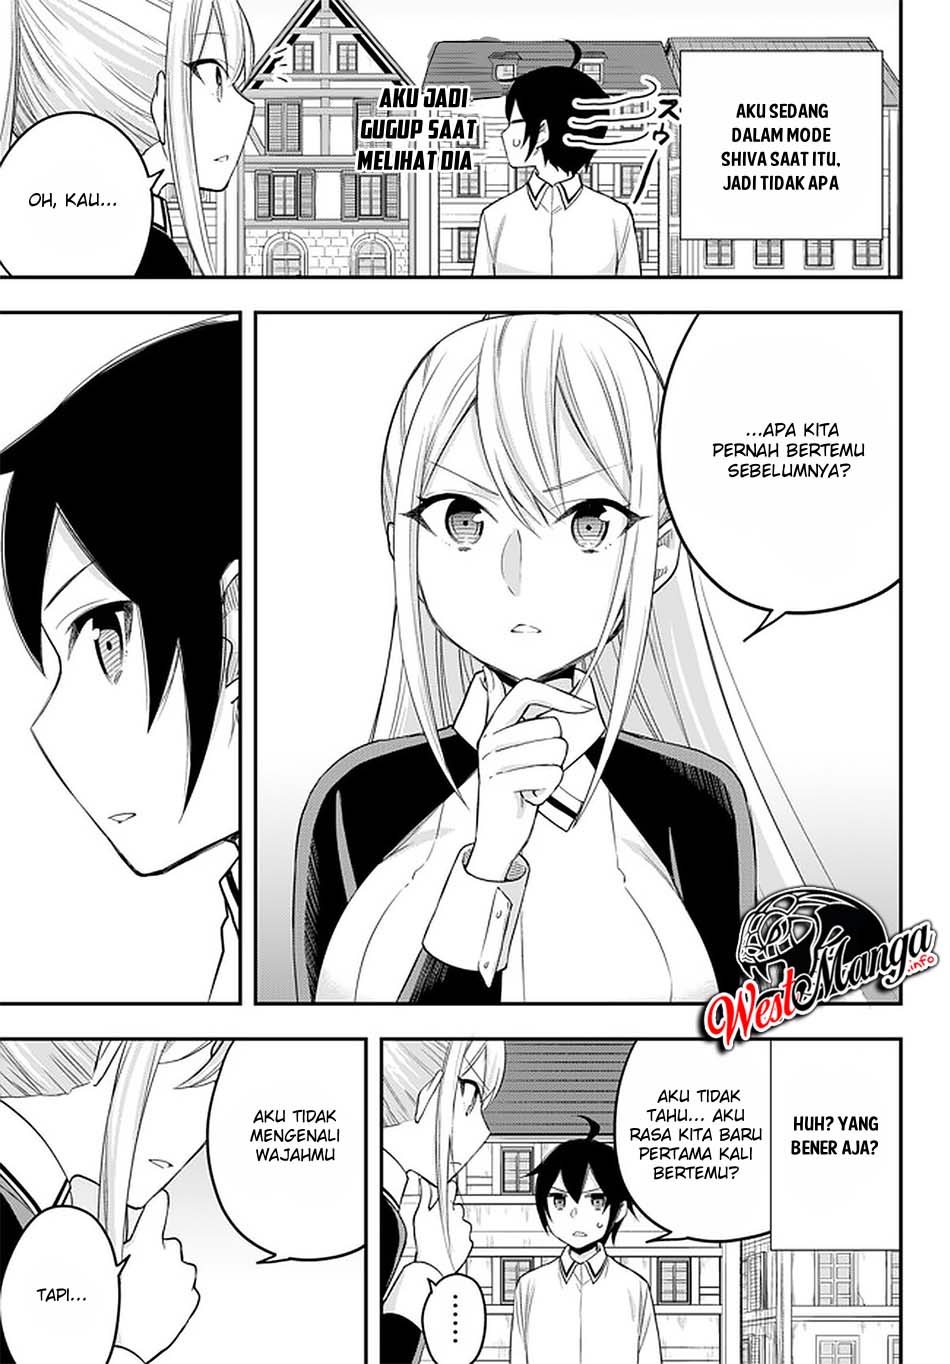 AKU SEDANG
DALAM MODE
SHIVA SAAT ITU,
JADI TIDAK APA
スゥ
AKU JADI
GUGUP SAAT
MELIHAT DIA
OH, KAU...
...APA KITA
PERNAH BERTEMU
SEBELUMNYA?
WESTMANGA
.info
HUH? YANG
BENER AJA?
AKU TIDAK
TAHU... AKU
RASA KITA BARU
PERTAMA KALI
BERTEMU?
......
AKU TIDAK
MENGENALI
WAJAHMU
TAPI...